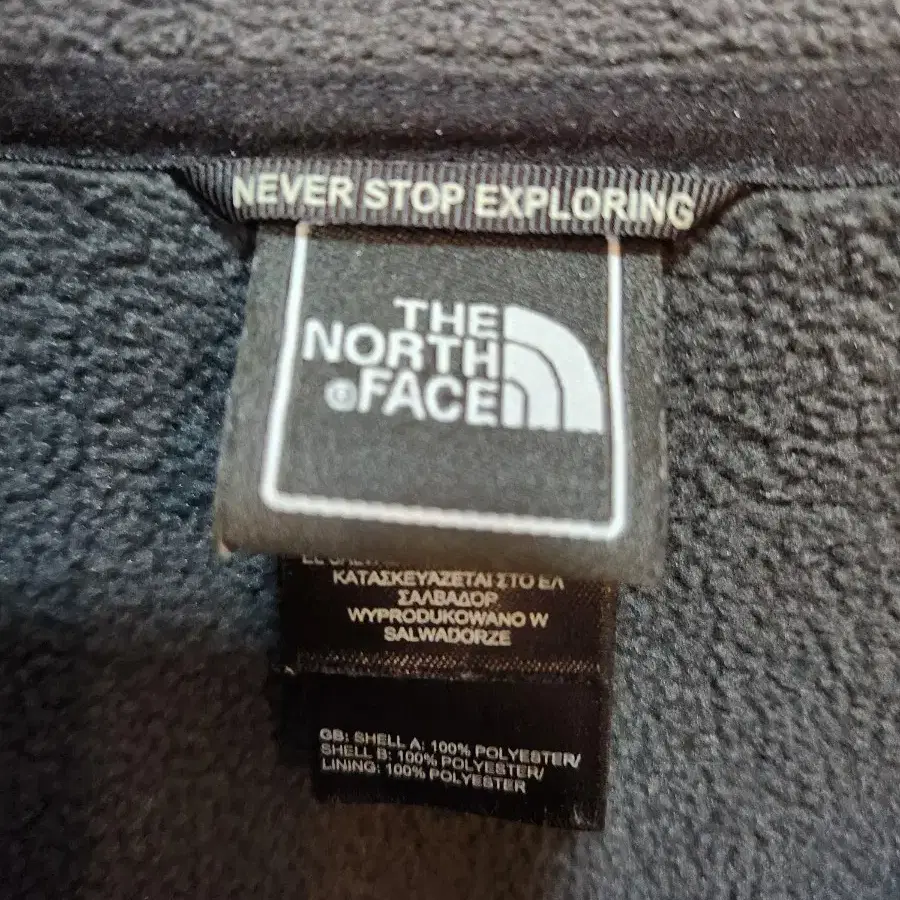 NEVER STOP EXPLORING
THE
NORTH
®FACE
ΚΑΤΑΣΚΕΥΑΖΕΤΑΙ ΣΤΟ ΕΛ
ΣΑΛΒΑΔΟΡ
WYPRODUKOWANO W
SALWADORZE
GB: SHELL A: 100% POLYESTER/
SHELL B: 100% POLYESTER/
LINING: 100% POLYESTER